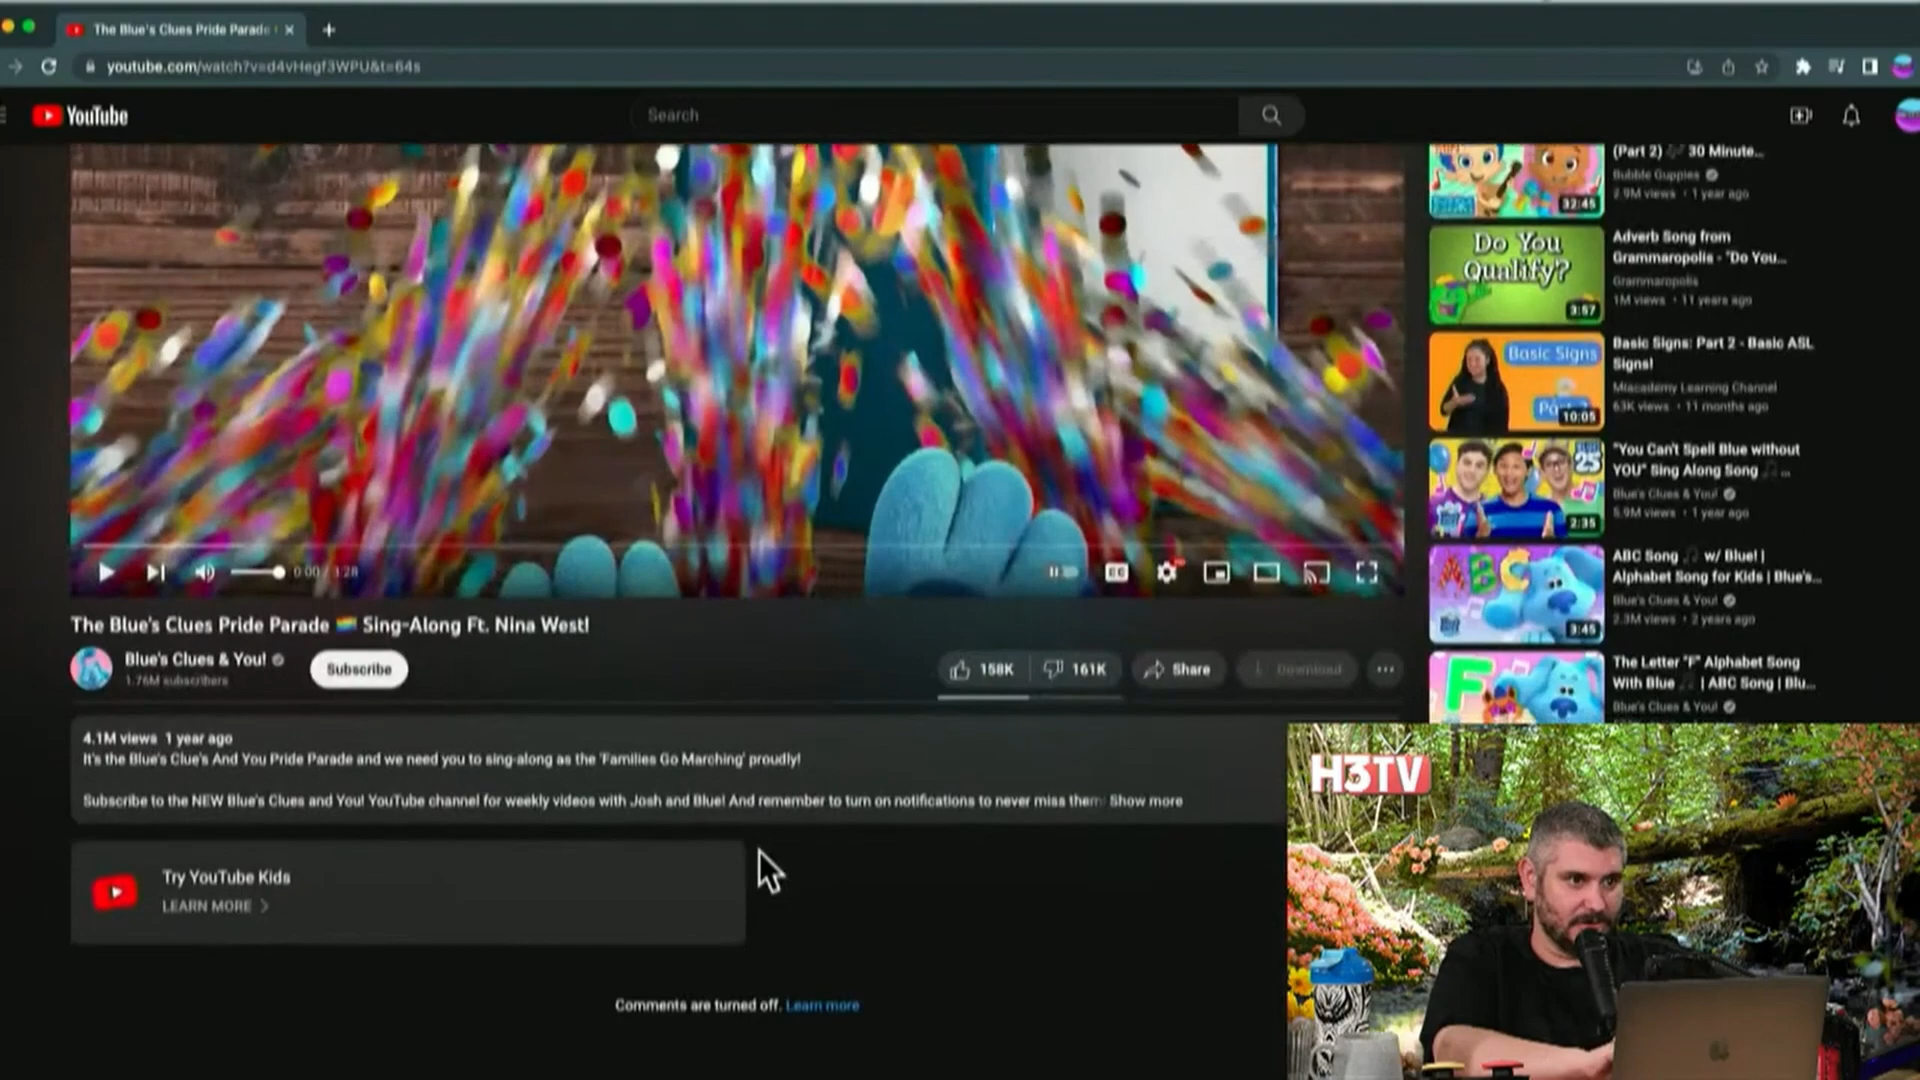 The Blue's Clues Pride Parade
youtube.com/watch?v=d4vHegf3WPU&t=64s
YouTube
Search
0:00 / 3:28
CC
The Blue's Clues Pride Parade 🏳️‍🌈 Sing-Along Ft. Nina West!
Blue's Clues & You!
1.76M subscribers
Subscribe
158K
161K
Share
Download
4.1M views 1 year ago
It's the Blue's Clue's And You Pride Parade and we need you to sing-along as the 'Families Go Marching' proudly!
Subscribe to the NEW Blue's Clues and You! YouTube channel for weekly videos with Josh and Blue! And remember to turn on notifications to never miss them Show more
Try YouTube Kids
LEARN MORE
Comments are turned off. Learn more
32:45
(Part 2) 🎶 30 Minute...
Bubble Guppies
2.9M views • 1 year ago
Do You
Qualify?
3:57
Adverb Song from
Grammaropolis - "Do You...
Grammaropolis
1M views • 11 years ago
Basic Signs
Part 2
10:05
Basic Signs: Part 2 - Basic ASL
Signs!
Miacademy Learning Channel
63K views • 11 months ago
25
2:35
"You Can't Spell Blue without
YOU" Sing Along Song 🎵 ...
Blue's Clues & You!
5.9M views • 1 year ago
ABC
3:45
ABC Song 🎵 w/ Blue! |
Alphabet Song for Kids | Blue's...
Blue's Clues & You!
2.3M views • 2 years ago
F
The Letter "F" Alphabet Song
With Blue 🎵 | ABC Song | Blu...
Blue's Clues & You!
H3TV